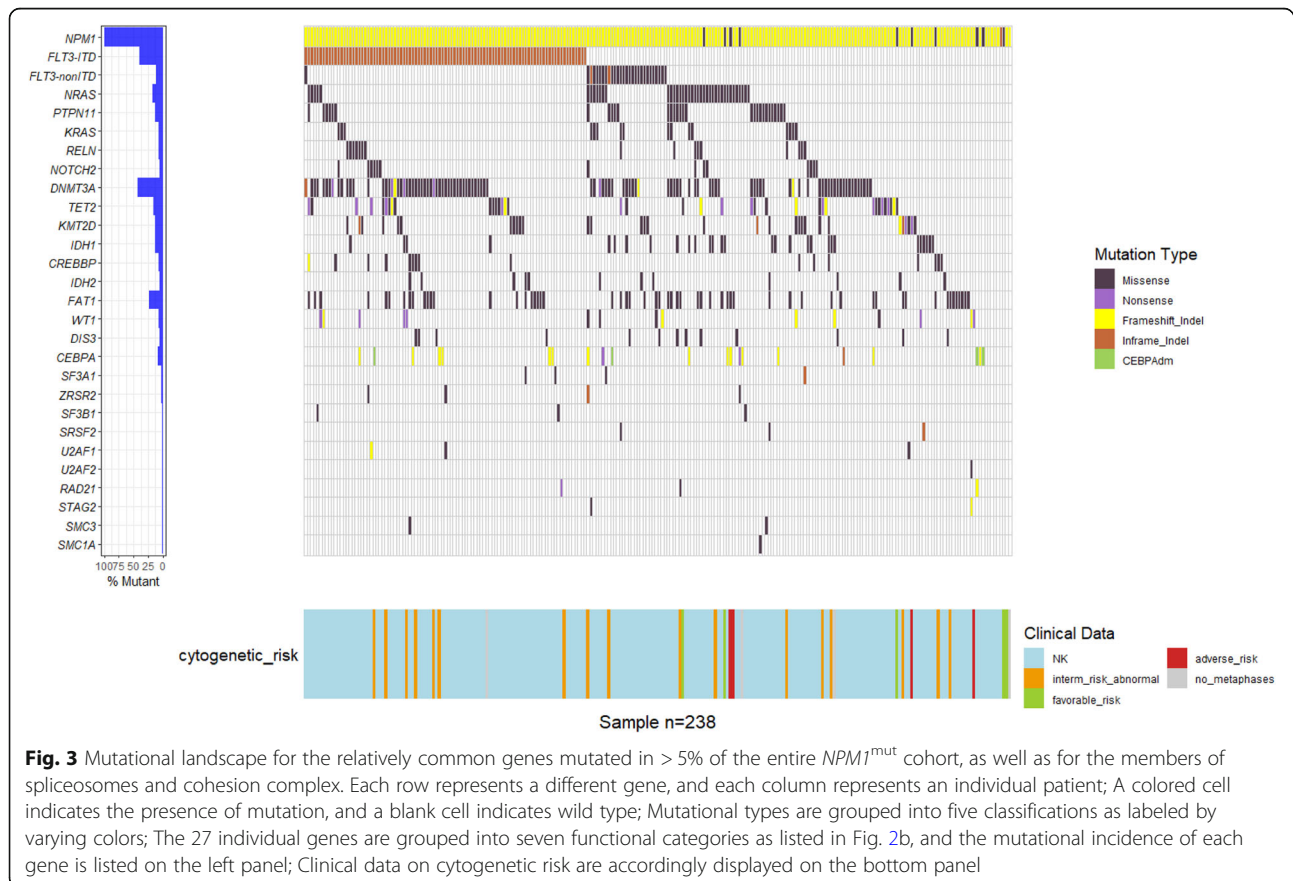 NPM1
FLT3-ITD
FLT3-nonITD
NRAS
PTPN11
KRAS
RELN
NOTCH2
DNMT3A
TET2
KMT2D
IDH1
CREBBP
IDH2
FAT1
WT1
DIS3
CEBPA
SF3A1
ZRSR2
SF3B1
SRSF2
U2AF1
U2AF2
RAD21
STAG2
SMC3
SMC1A
100 75 50 25 0
% Mutant
Mutation Type
Missense
Nonsense
Frameshift_Indel
Inframe_Indel
CEBPAdm
cytogenetic_risk
Sample n=238
Clinical Data
NK
interm_risk_abnormal
favorable_risk
adverse_risk
no_metaphases
Fig. 3 Mutational landscape for the relatively common genes mutated in > 5% of the entire NPM1mut cohort, as well as for the members of
spliceosomes and cohesion complex. Each row represents a different gene, and each column represents an individual patient; A colored cell
indicates the presence of mutation, and a blank cell indicates wild type; Mutational types are grouped into five classifications as labeled by
varying colors; The 27 individual genes are grouped into seven functional categories as listed in Fig. 2b, and the mutational incidence of each
gene is listed on the left panel; Clinical data on cytogenetic risk are accordingly displayed on the bottom panel